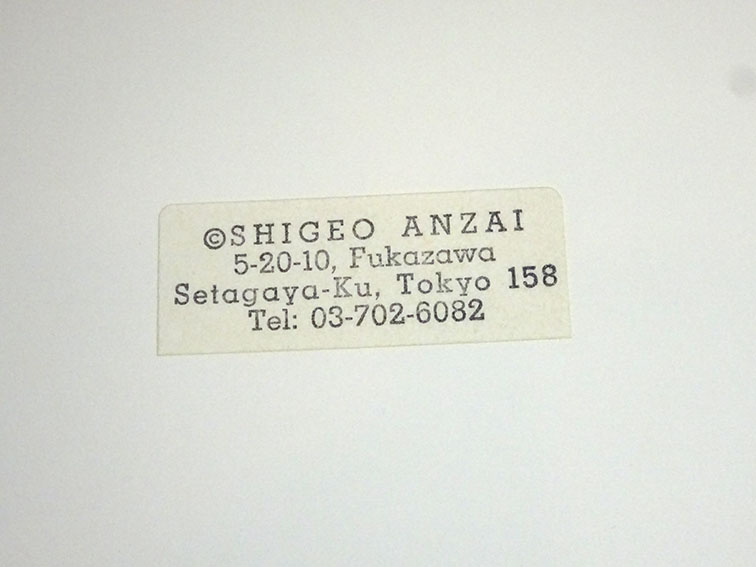 ©SHIGEO ANZAI
5-20-10, Fukazawa
Setagaya-Ku, Tokyo 158
Tel: 03-702-6082